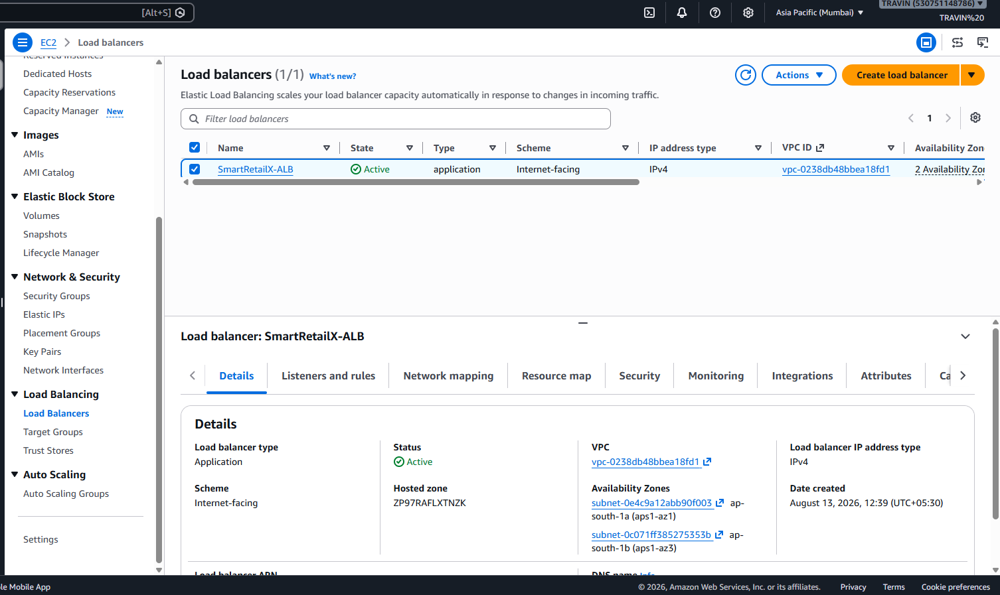 [Alt+S]
Asia Pacific (Mumbai)
TRAVIN (530751148786)
TRAVIN%20
EC2
Load balancers
Reserved Instances
Dedicated Hosts
Capacity Reservations
Capacity Manager New
Images
AMIs
AMI Catalog
Elastic Block Store
Volumes
Snapshots
Lifecycle Manager
Network & Security
Security Groups
Elastic IPs
Placement Groups
Key Pairs
Network Interfaces
Load Balancing
Load Balancers
Target Groups
Trust Stores
Auto Scaling
Auto Scaling Groups
Settings
Load balancers (1/1) What's new?
Actions
Create load balancer
Elastic Load Balancing scales your load balancer capacity automatically in response to changes in incoming traffic.
Filter load balancers
1
Name State Type Scheme IP address type VPC ID Availability Zon
SmartRetailX-ALB Active application Internet-facing IPv4 vpc-0238db48bbea18fd1 2 Availability Zon
Load balancer: SmartRetailX-ALB
Details Listeners and rules Network mapping Resource map Security Monitoring Integrations Attributes Ca
Details
Load balancer type
Application
Status
Active
VPC
vpc-0238db48bbea18fd1
Load balancer IP address type
IPv4
Scheme
Internet-facing
Hosted zone
ZP97RAFLXTNZK
Availability Zones
subnet-0e4c9a12abb90f003 ap-
south-1a (aps1-az1)
subnet-0c071ff385275353b ap-
south-1b (aps1-az3)
Date created
August 13, 2026, 12:39 (UTC+05:30)
Load balancer ARN
DNS name Info
le Mobile App
© 2026, Amazon Web Services, Inc. or its affiliates.
Privacy
Terms
Cookie preferences